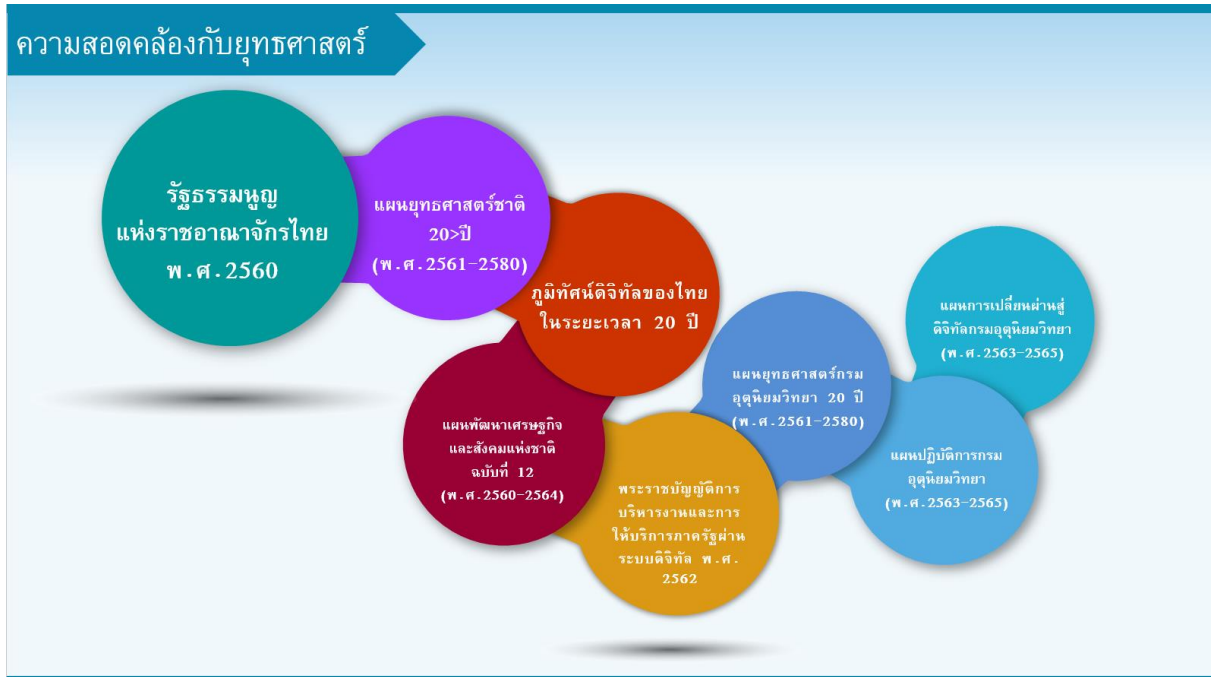 ความสอดคล้องกับยุทธศาสตร์
รัฐธรรมนูญ
แห่งราชอาณาจักรไทย
พ.ศ.2560
แผนยุทธศาสตร์ชาติ
20>ปี
(พ.ศ.2561-2580)
ภูมิทัศน์ดิจิทัลของไทย
ในระยะเวลา 20 ปี
แผนพัฒนาเศรษฐกิจ
และสังคมแห่งชาติ
ฉบับที่ 12
(พ.ศ.2560-2564)
พระราชบัญญัติการ
บริหารงานและการ
ให้บริการภาครัฐผ่าน
ระบบดิจิทัล พ.ศ.
2562
แผนยุทธศาสตร์กรม
อุตุนิยมวิทยา 20 ปี
(พ.ศ.2561-2580)
แผนปฏิบัติการกรม
อุตุนิยมวิทยา
(พ.ศ.2563-2565)
แผนการเปลี่ยนผ่านสู่
ดิจิทัลกรมอุตุนิยมวิทยา
(พ.ศ.2563-2565)